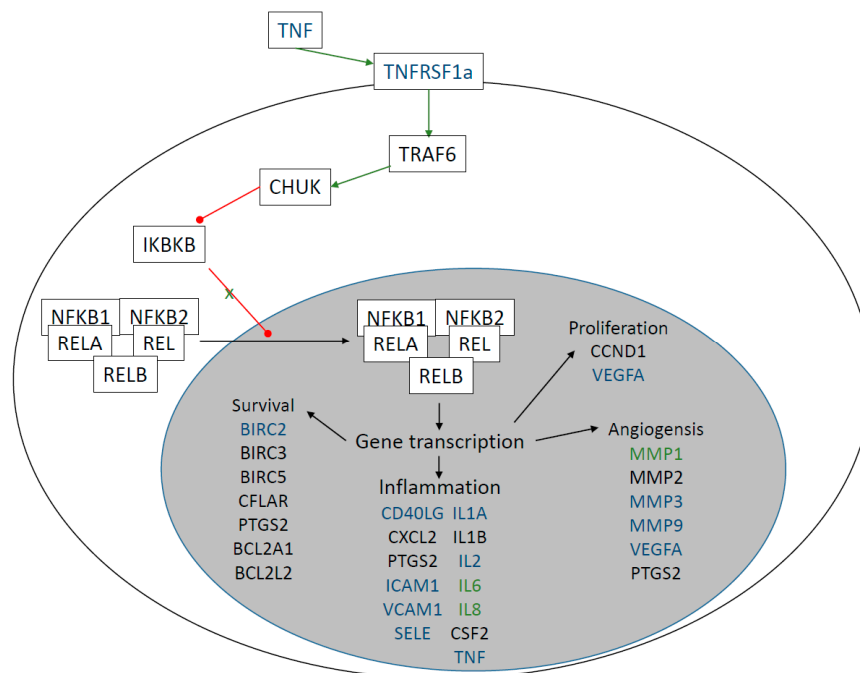 TNF
TNFRSF1a
TRAF6
CHUK
IKBKB
X
NFKB1 NFKB2
RELA REL
RELB
NFKB1 NFKB2
RELA REL
RELB
Proliferation
CCND1
VEGFA
Survival
BIRC2
BIRC3
BIRC5
CFLAR
PTGS2
BCL2A1
BCL2L2
Gene transcription
Inflammation
CD40LG IL1A
CXCL2 IL1B
PTGS2 IL2
ICAM1 IL6
VCAM1 IL8
SELE CSF2
TNF
Angiogensis
MMP1
MMP2
MMP3
MMP9
VEGFA
PTGS2